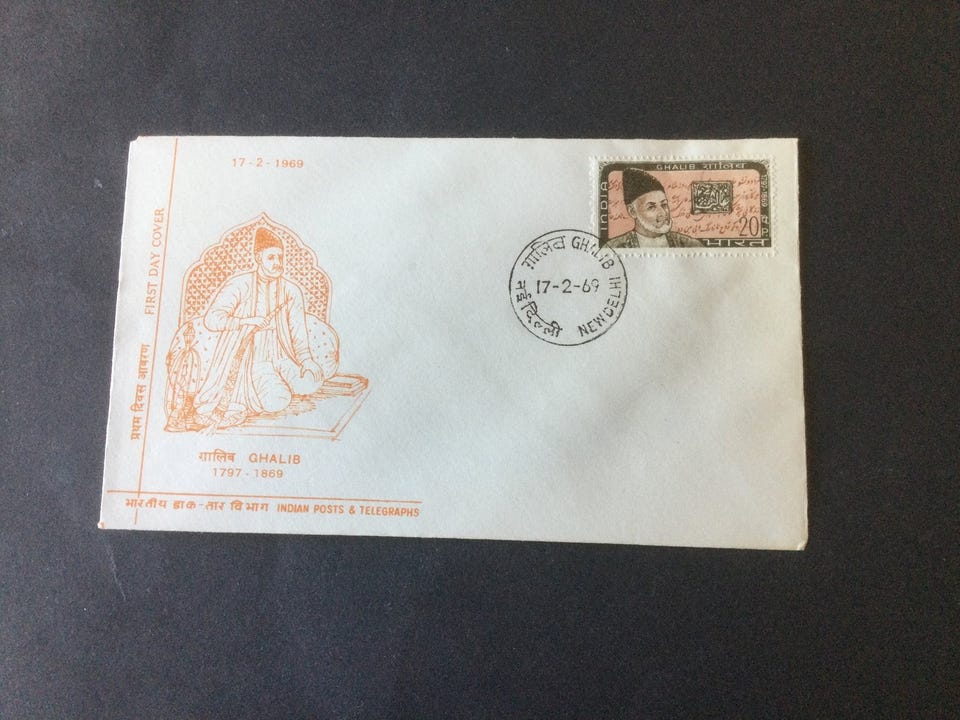 17-2-1969
FIRST DAY COVER
प्रथम दिवस आवरण
ग़ालिब GHALIB
1797-1869
भारतीय डाक-तार विभाग INDIAN POSTS & TELEGRAPHS
GHALIB ग़ालिब
1797-1869
INDIA
20
भारत
ग़ालिब GHALIB
17-2-69
नई दिल्ली NEW DELHI